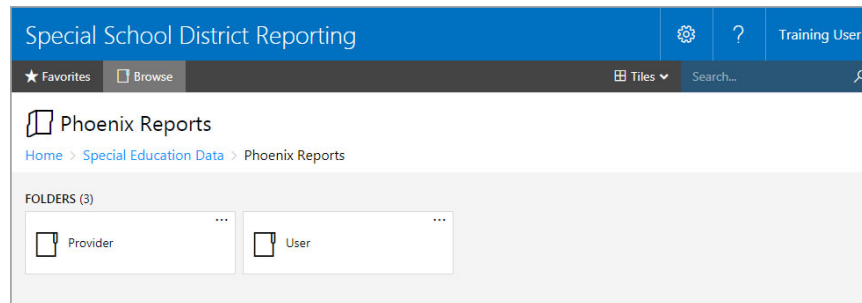 Special School District Reporting
? Training User
Favorites Browse Tiles Search...
Phoenix Reports
Home > Special Education Data > Phoenix Reports
FOLDERS (3)
... ...
Provider User